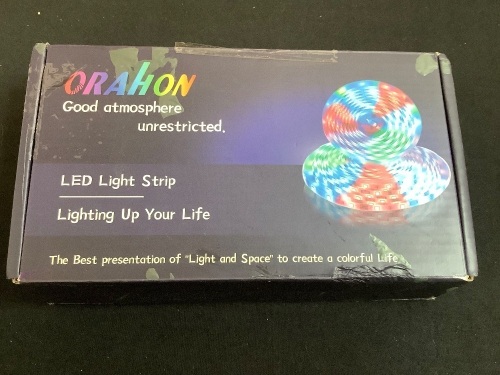 ORAHON
Good atmosphere
unrestricted.
LED Light Strip
Lighting Up Your Life
The Best presentation of "Light and Space" to create a colorful Life